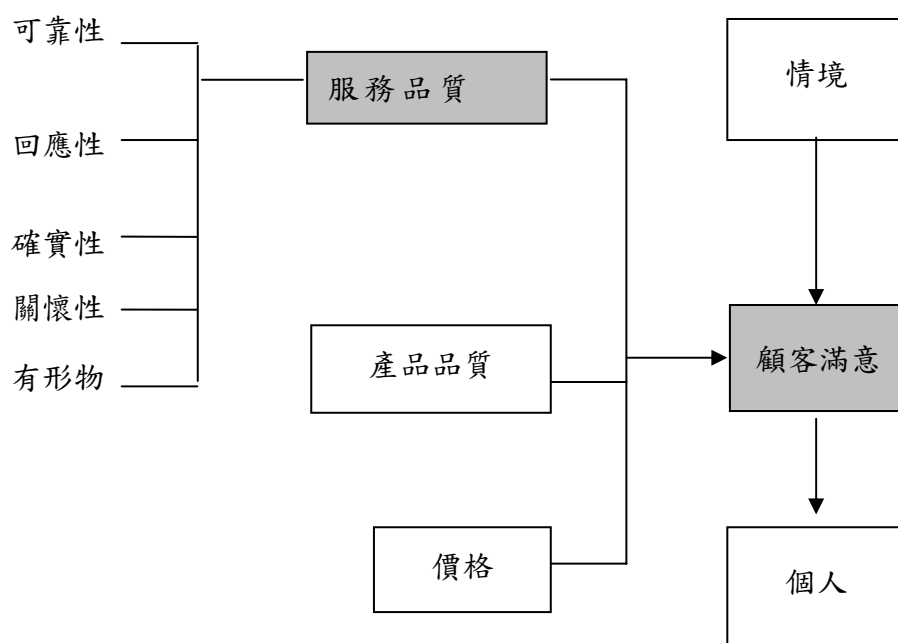 可靠性
回應性
確實性
關懷性
有形物
服務品質
產品品質
價格
情境
顧客滿意
個人